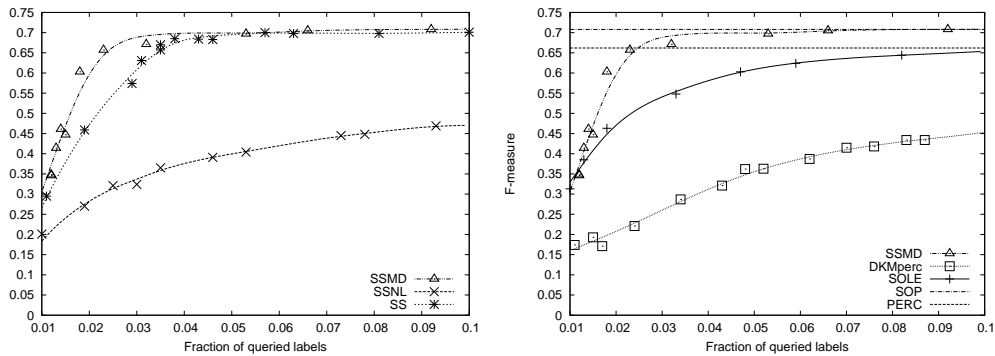 0.75
0.7
0.65
0.6
0.55
0.5
0.45
0.4
0.35
0.3
0.25
0.2
0.15
0.1
0.05
0
0.01 0.02 0.03 0.04 0.05 0.06 0.07 0.08 0.09 0.1
Fraction of queried labels
SSMD
SSNL
SS
F-measure
0.75
0.7
0.65
0.6
0.55
0.5
0.45
0.4
0.35
0.3
0.25
0.2
0.15
0.1
0.05
0
0.01 0.02 0.03 0.04 0.05 0.06 0.07 0.08 0.09 0.1
Fraction of queried labels
SSMD
DKMperc
SOLE
SOP
PERC